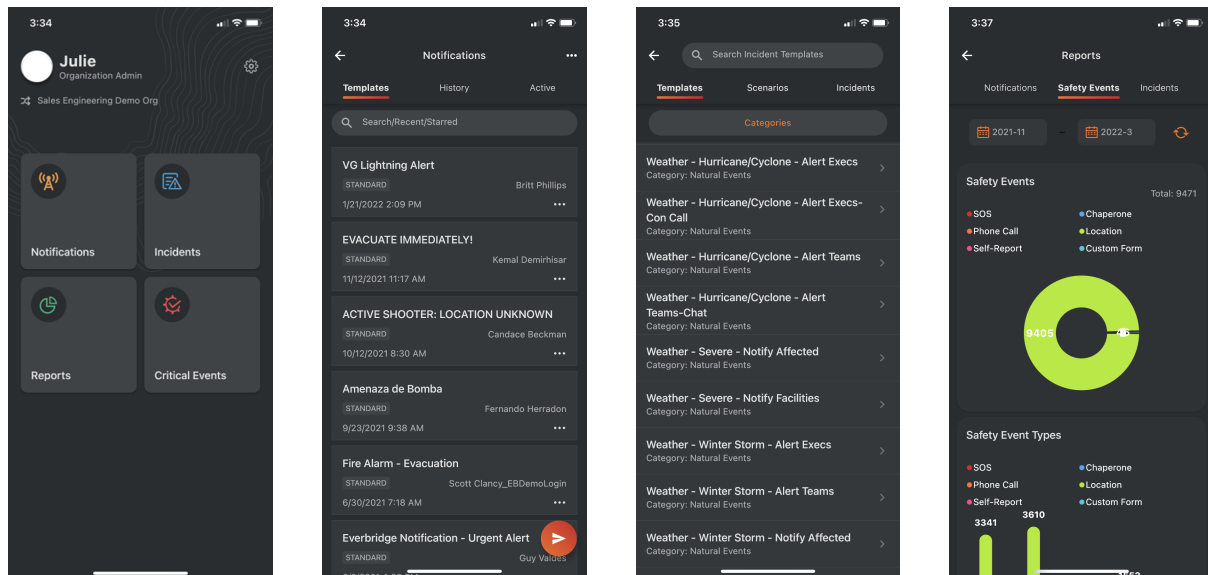 3:34
Julie
Organization Admin
Sales Engineering Demo Org
Notifications
Incidents
Reports
Critical Events
3:34
Notifications
Templates History Active
Search/Recent/Starred
VG Lightning Alert
STANDARD Britt Phillips
1/21/2022 2:09 PM
EVACUATE IMMEDIATELY!
STANDARD Kemal Demirhisar
11/12/2021 11:17 AM
ACTIVE SHOOTER: LOCATION UNKNOWN
STANDARD Candace Beckman
10/12/2021 8:30 AM
Amenaza de Bomba
STANDARD Fernando Herradon
9/23/2021 9:38 AM
Fire Alarm - Evacuation
STANDARD Scott Clancy_EBDemoLogin
6/30/2021 7:18 AM
Everbridge Notification - Urgent Alert
STANDARD Guy Valdes
3:35
Search Incident Templates
Templates Scenarios Incidents
Categories
Weather - Hurricane/Cyclone - Alert Execs
Category: Natural Events
Weather - Hurricane/Cyclone - Alert Execs-
Con Call
Category: Natural Events
Weather - Hurricane/Cyclone - Alert Teams
Category: Natural Events
Weather - Hurricane/Cyclone - Alert
Teams-Chat
Category: Natural Events
Weather - Severe - Notify Affected
Category: Natural Events
Weather - Severe - Notify Facilities
Category: Natural Events
Weather - Winter Storm - Alert Execs
Category: Natural Events
Weather - Winter Storm - Alert Teams
Category: Natural Events
Weather - Winter Storm - Notify Affected
Category: Natural Events
3:37
Reports
Notifications Safety Events Incidents
2021-11 – 2022-3
Safety Events
Total: 9471
SOS Chaperone
Phone Call Location
Self-Report Custom Form
9405
Safety Event Types
SOS Chaperone
Phone Call Location
Self-Report Custom Form
3610
3341